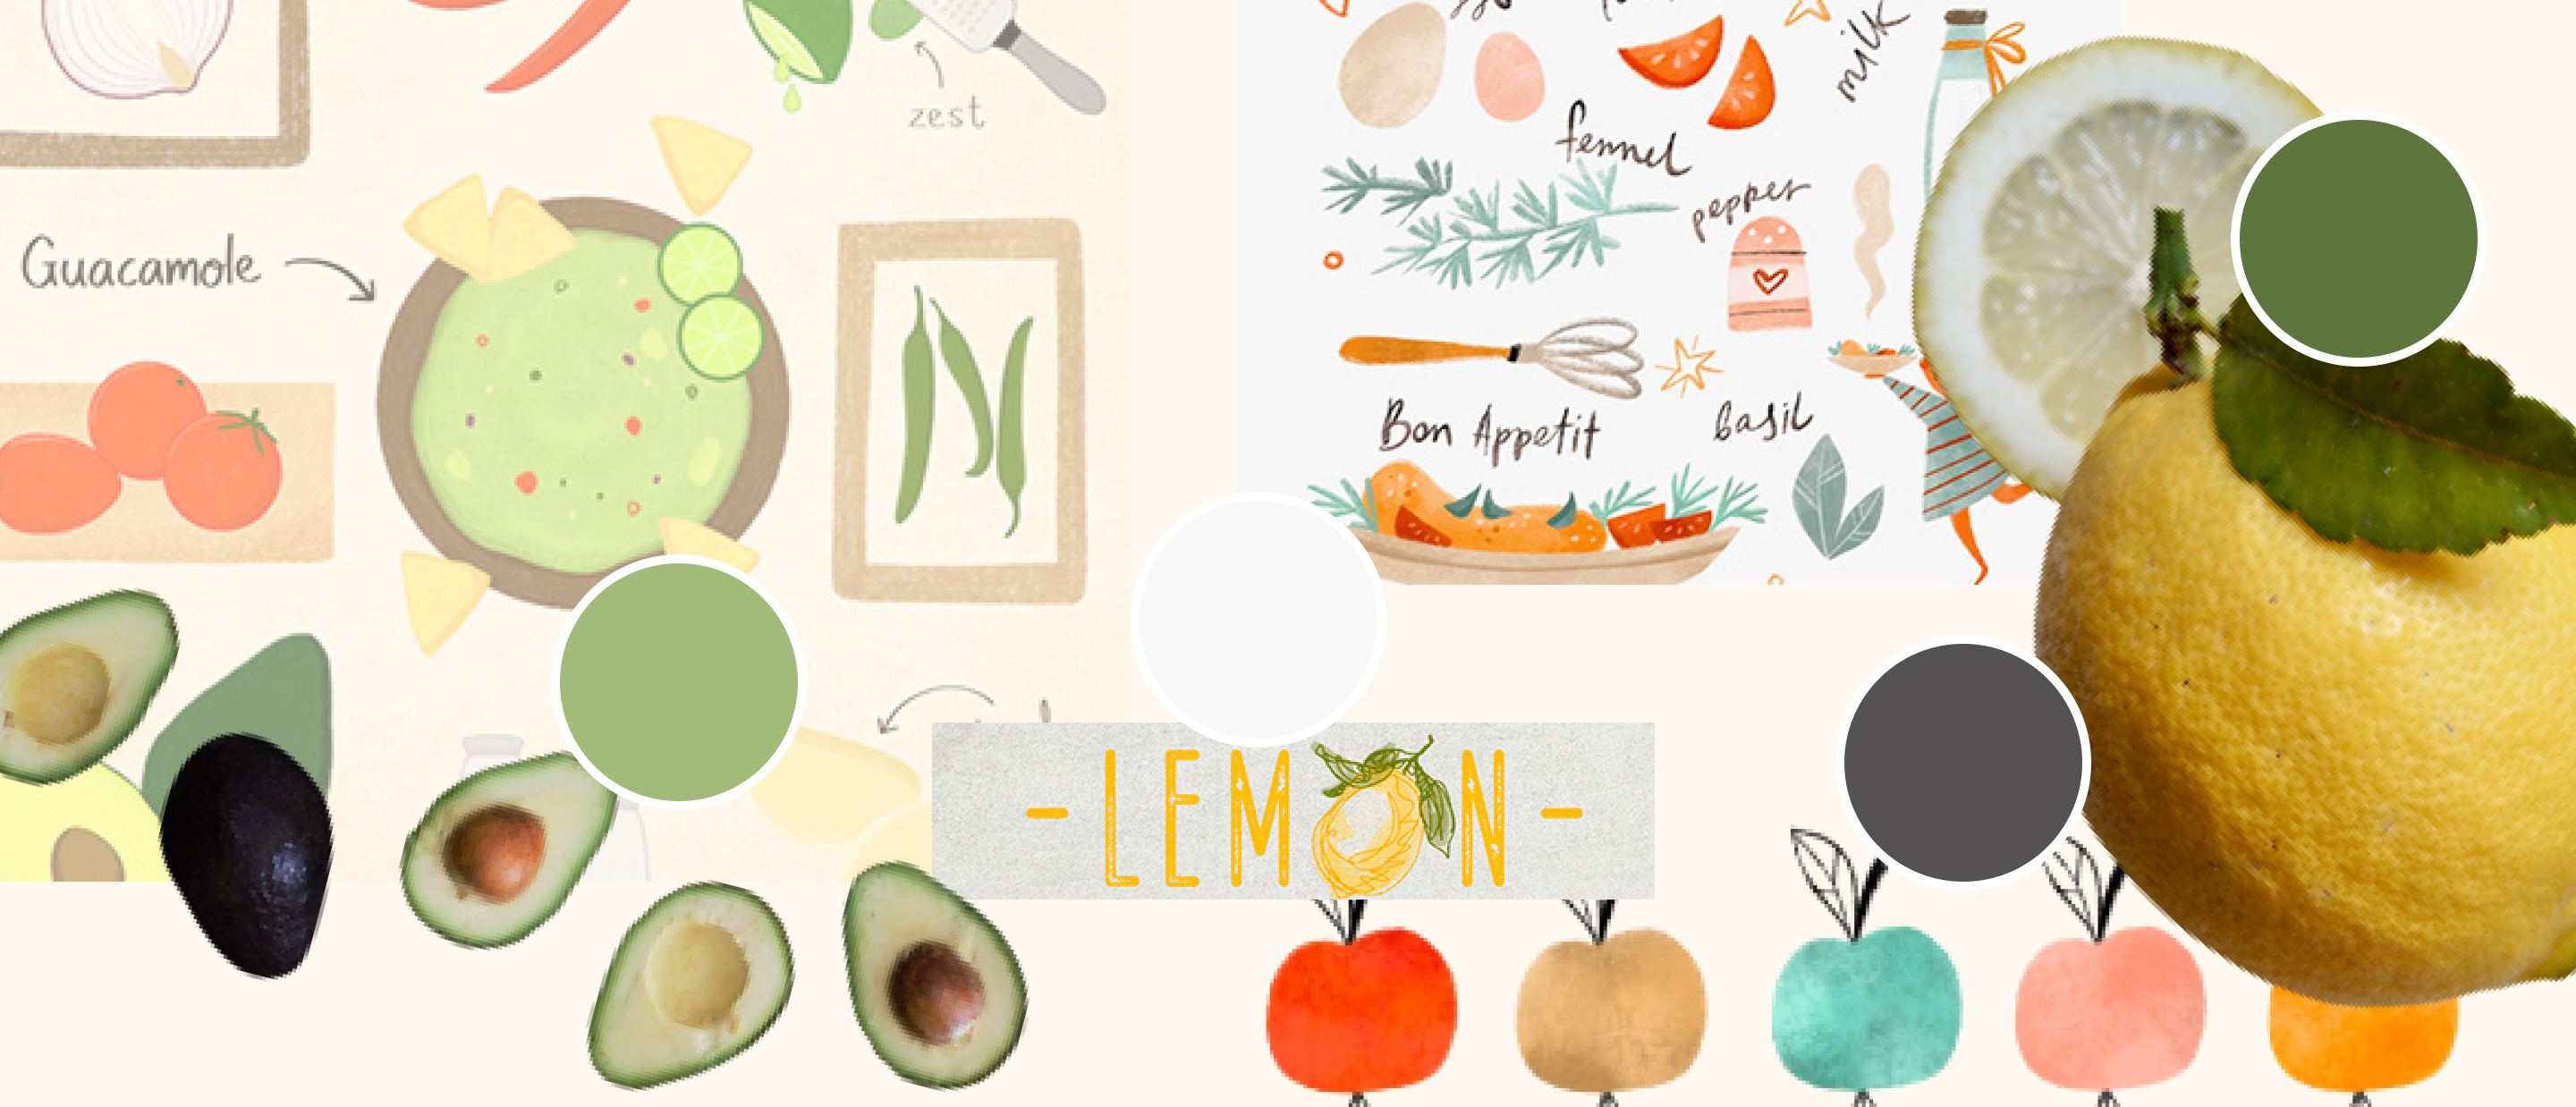 zest
Guacamole
milk
fennel
pepper
Bon Appetit
basil
- LEMON -